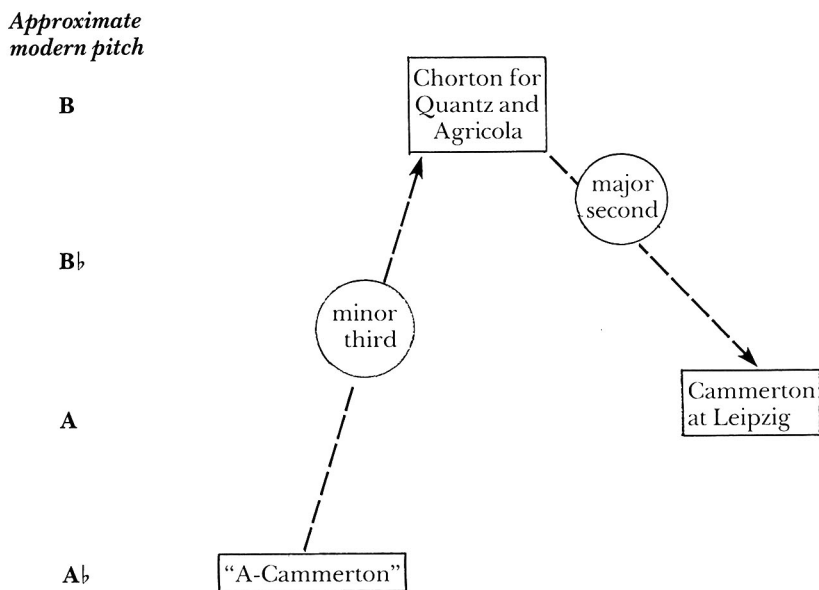 Approximate
modern pitch
B
Chorton for
Quantz and
Agricola
major
second
B♭
minor
third
Cammerton
at Leipzig
A
A♭
“A-Cammerton”